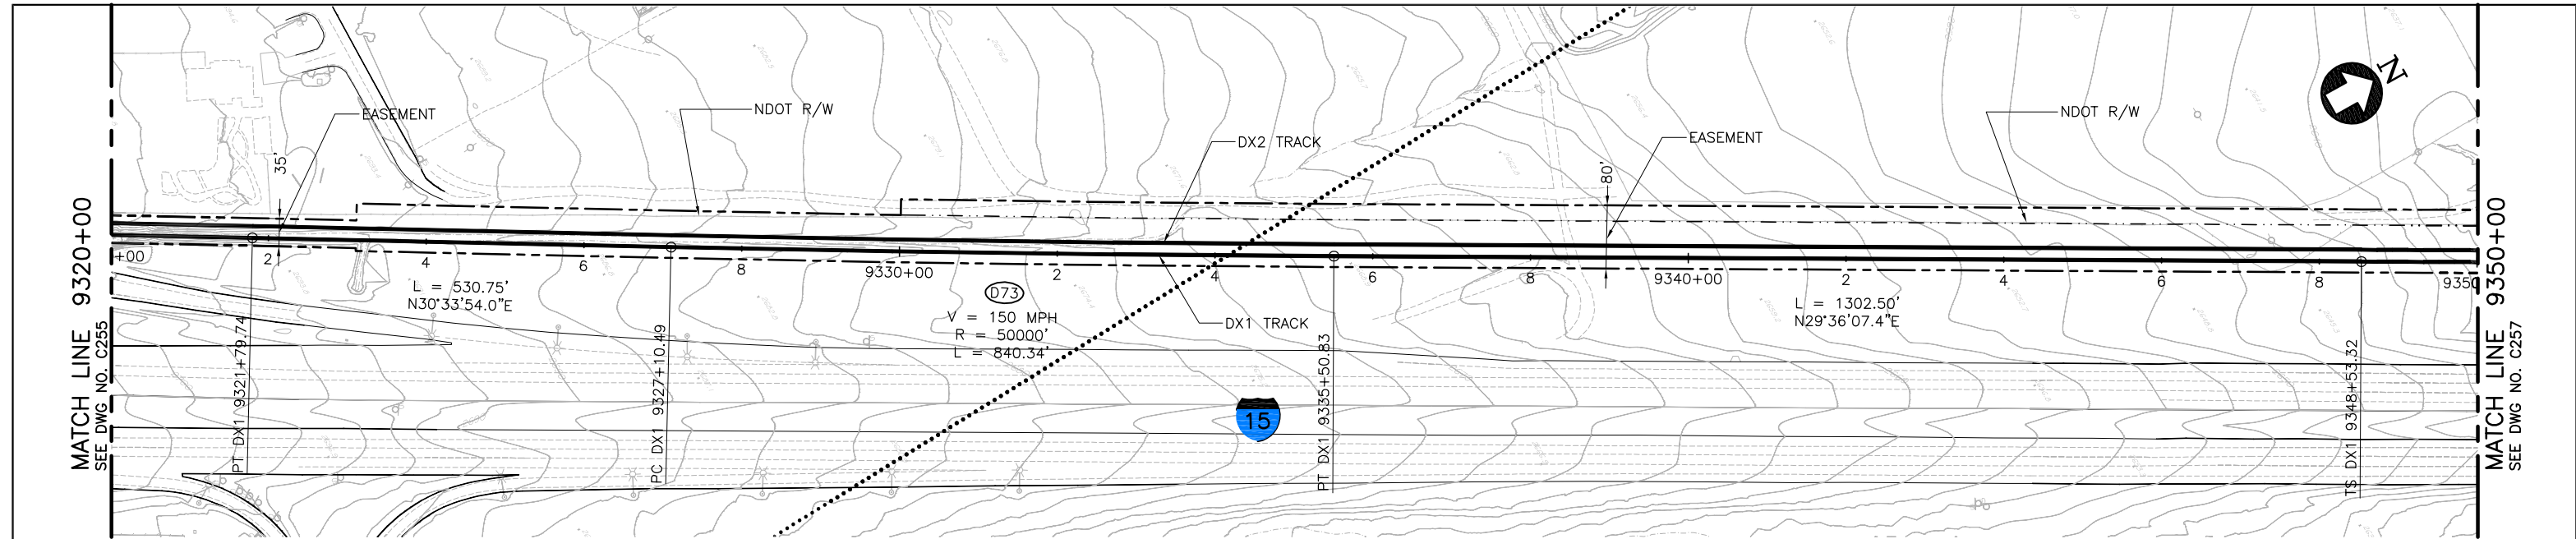 MATCH LINE 9320+00
SEE DWG NO. C255
EASEMENT
35'
NDOT R/W
DX2 TRACK
EASEMENT
80'
NDOT R/W
N
+00
2
4
6
8
9330+00
2
4
6
8
9340+00
2
4
6
8
9350
L = 530.75'
N30°33'54.0"E
D73
V = 150 MPH
R = 50000'
L = 840.34'
DX1 TRACK
L = 1302.50'
N29°36'07.4"E
PT DX1 9321+79.74
PC DX1 9327+10.49
PT DX1 9335+50.83
TS DX1 9348+53.32
15
MATCH LINE 9350+00
SEE DWG NO. C257